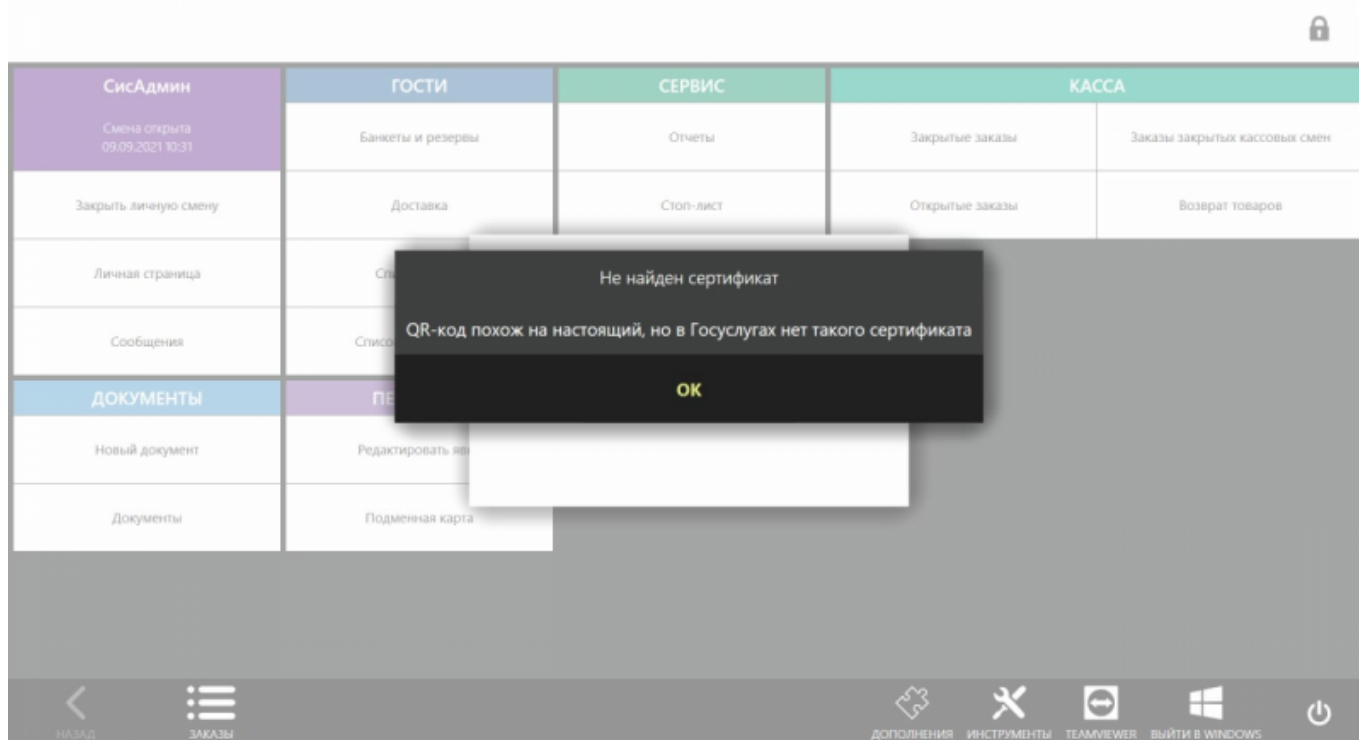 СисАдмин
Смена открыта
09.09.2021 10:31
Закрыть личную смену
Личная страница
Сообщения
ГОСТИ
Банкеты и резервы
Доставка
СЕРВИС
Отчеты
Стоп-лист
КАССА
Закрытые заказы
Заказы закрытых кассовых смен
Открытые заказы
Возврат товаров
Не найден сертификат
QR-код похож на настоящий, но в Госуслугах нет такого сертификата
ОК
ДОКУМЕНТЫ
Новый документ
Документы
Редактировать
Подменная карта
НАЗАД
ЗАКАЗЫ
ДОПОЛНЕНИЯ
ИНСТРУМЕНТЫ
TEAMVIEWER
ВЫЙТИ В WINDOWS